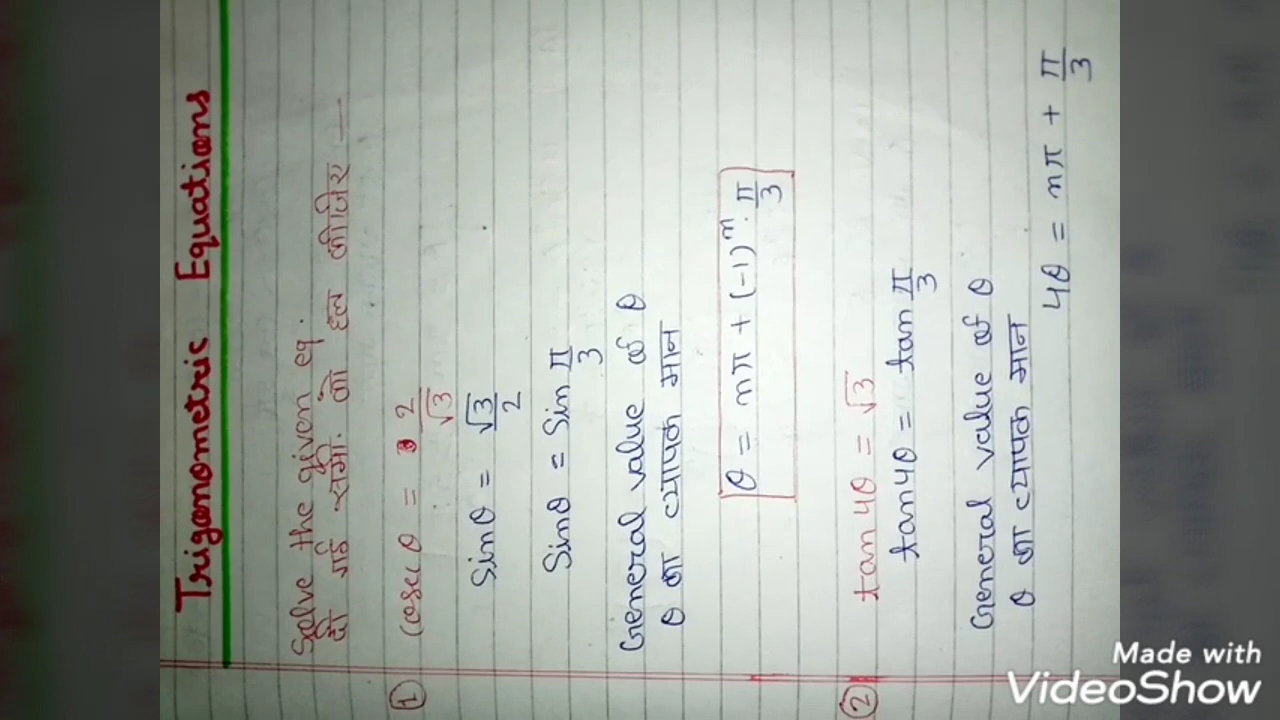 Trigonometric Equations
Solve the given eq.
दी गई समी. को हल कीजिए —
① cosec θ = 2/√3
sinθ = √3/2
sinθ = sin π/3
General value of θ
θ का व्यापक मान
θ = nπ + (-1)ⁿ · π/3
② tan 4θ = √3
tan 4θ = tan π/3
General value of θ
θ का व्यापक मान
4θ = nπ + π/3
Made with
VideoShow